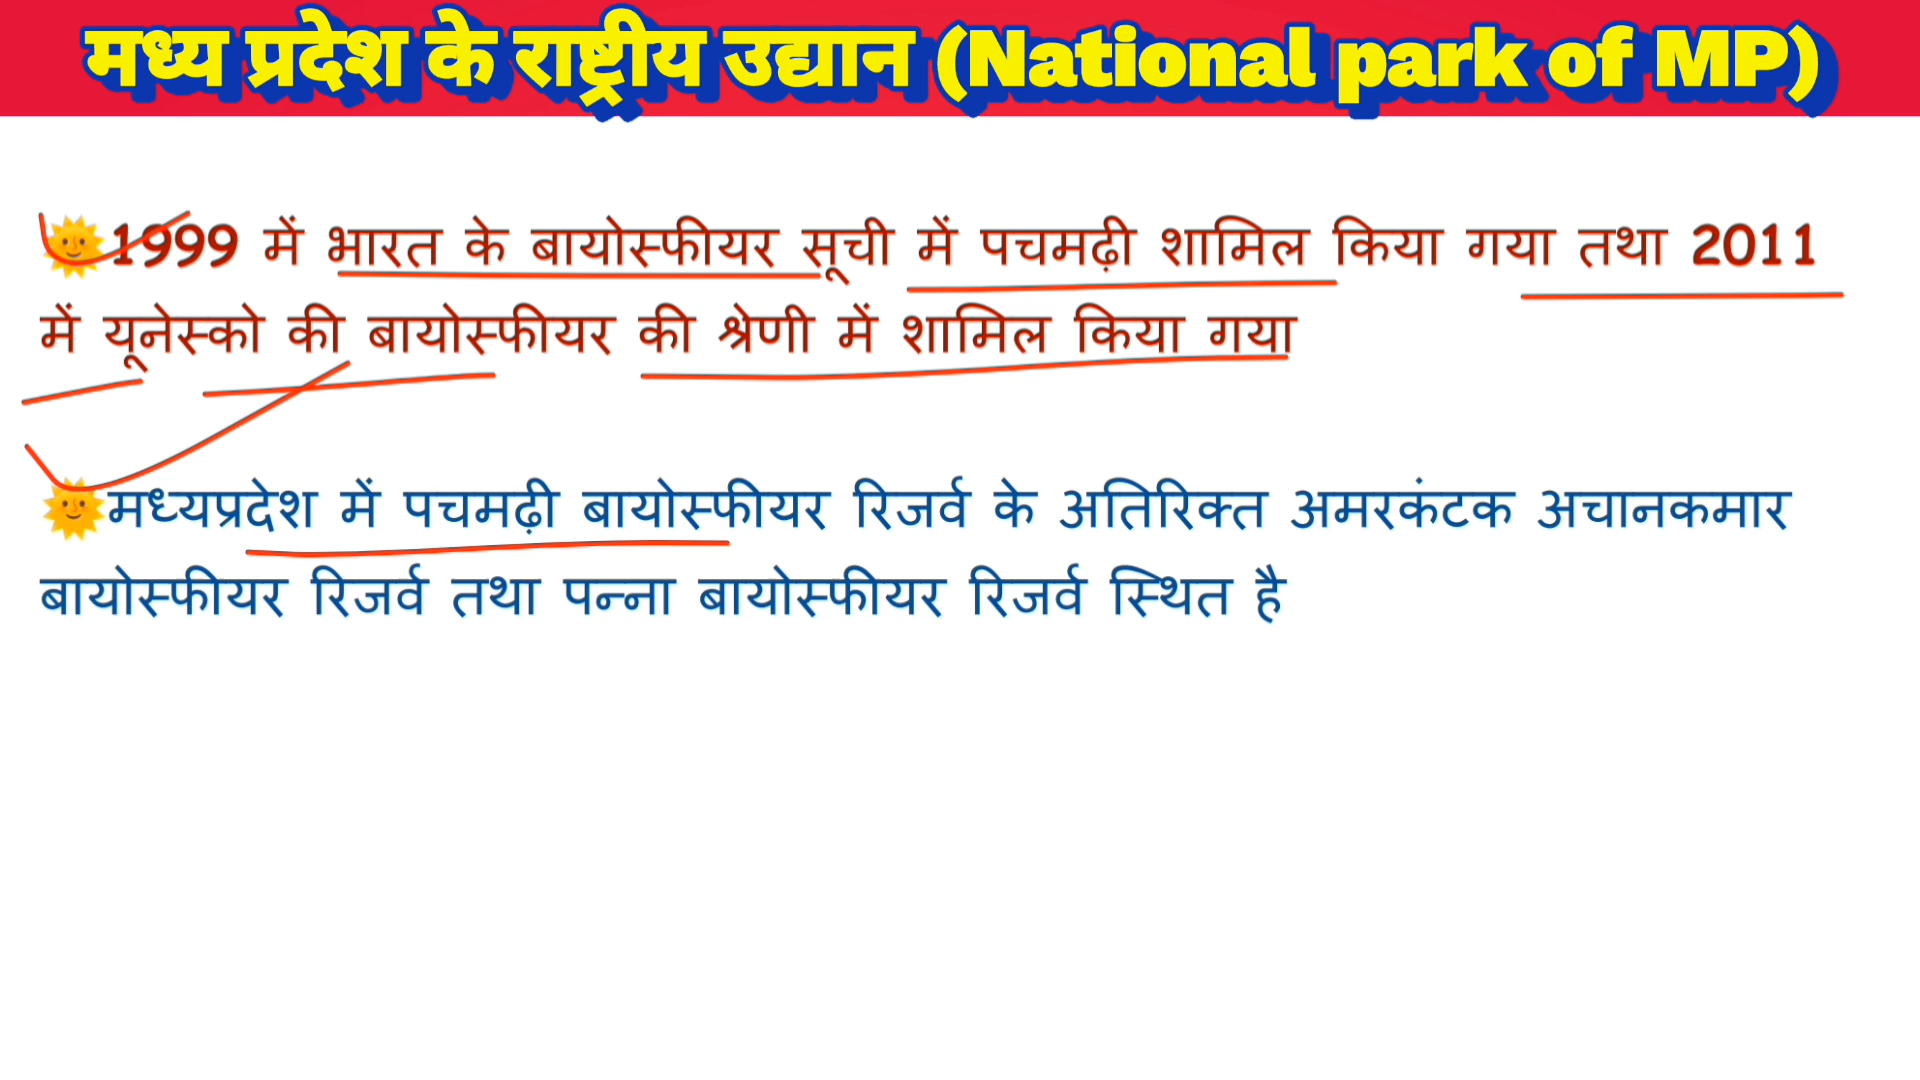 मध्य प्रदेश के राष्ट्रीय उद्यान (National park of MP)
🌞1999 में भारत के बायोस्फीयर सूची में पचमढ़ी शामिल किया गया तथा 2011
में यूनेस्को की बायोस्फीयर की श्रेणी में शामिल किया गया
🌞मध्यप्रदेश में पचमढ़ी बायोस्फीयर रिजर्व के अतिरिक्त अमरकंटक अचानकमार
बायोस्फीयर रिजर्व तथा पन्ना बायोस्फीयर रिजर्व स्थित है